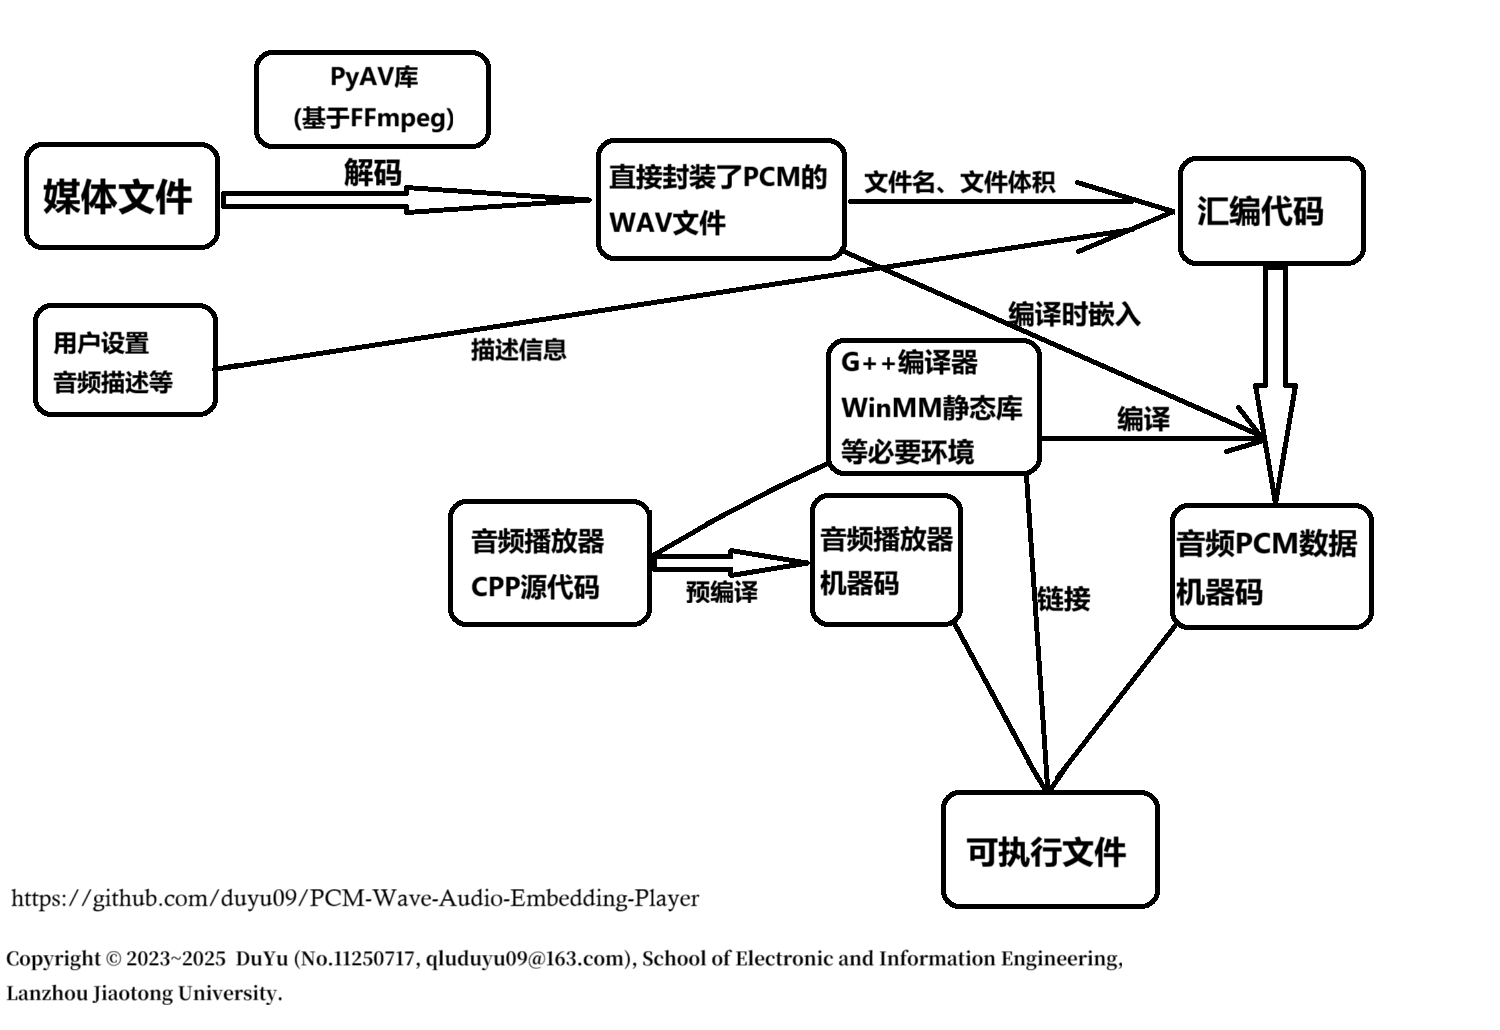 PyAV库
(基于FFmpeg)
解码
媒体文件
直接封装了PCM的
WAV文件
文件名、文件体积
汇编代码
用户设置
音频描述等
描述信息
编译时嵌入
G++编译器
WinMM静态库
等必要环境
编译
音频播放器
CPP源代码
预编译
音频播放器
机器码
链接
音频PCM数据
机器码
可执行文件
https://github.com/duyu09/PCM-Wave-Audio-Embedding-Player
Copyright © 2023~2025 DuYu (No.11250717, qluduyu09@163.com), School of Electronic and Information Engineering,
Lanzhou Jiaotong University.